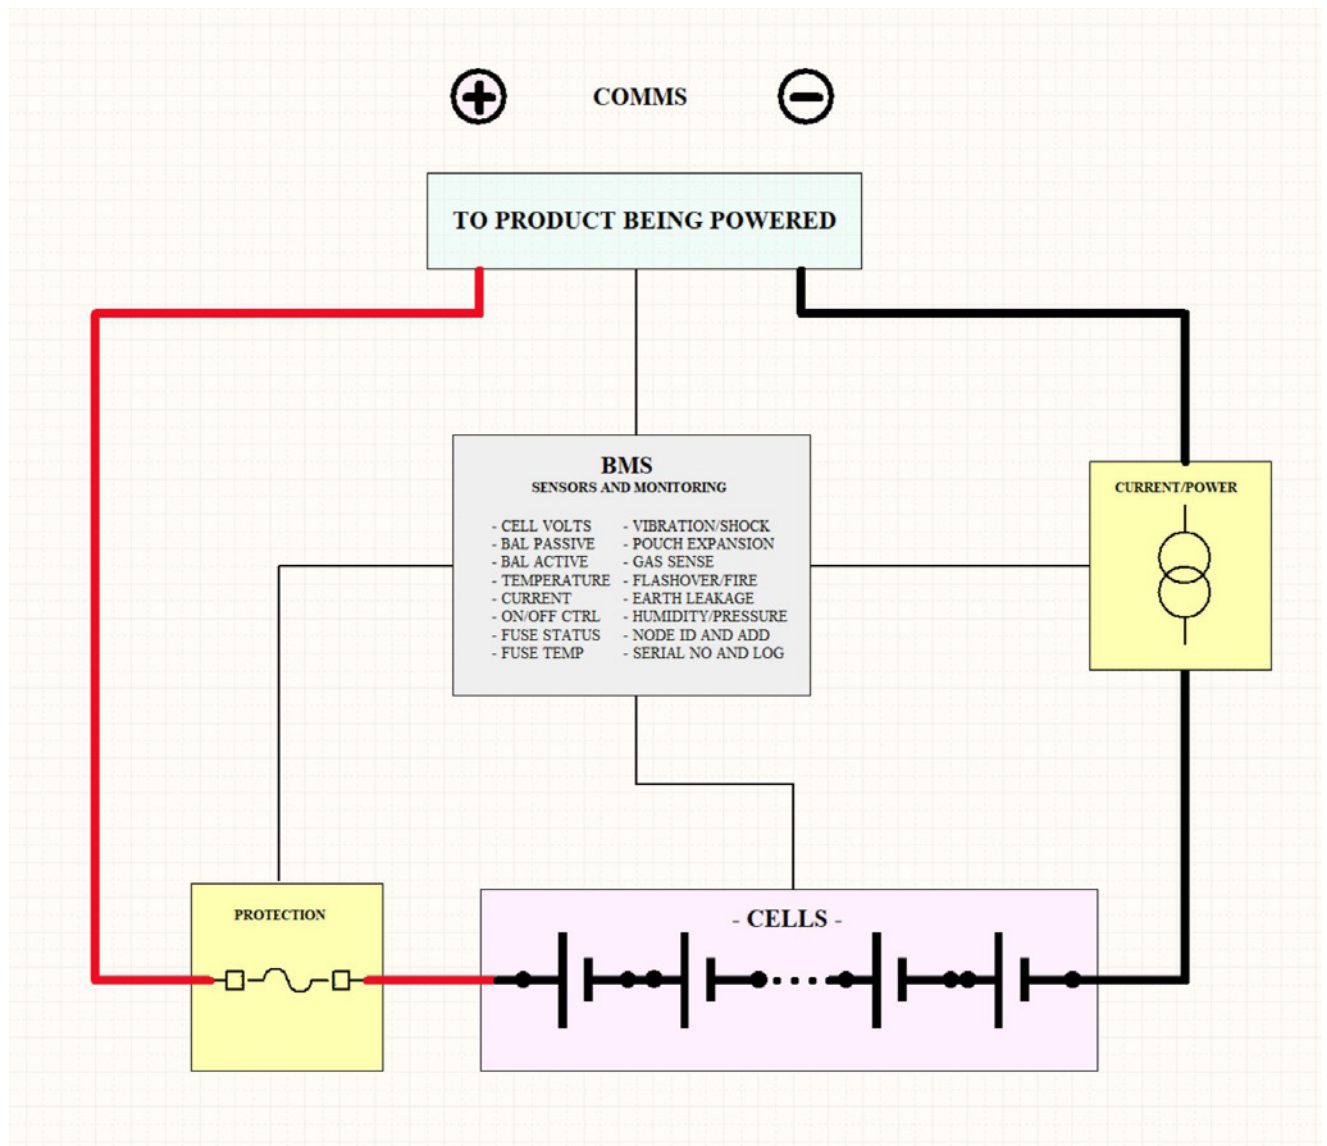 COMMS
TO PRODUCT BEING POWERED
BMS
SENSORS AND MONITORING
- CELL VOLTS
- BAL PASSIVE
- BAL ACTIVE
- TEMPERATURE
- CURRENT
- ON/OFF CTRL
- FUSE STATUS
- FUSE TEMP
- VIBRATION/SHOCK
- POUCH EXPANSION
- GAS SENSE
- FLASHOVER/FIRE
- EARTH LEAKAGE
- HUMIDITY/PRESSURE
- NODE ID AND ADD
- SERIAL NO AND LOG
CURRENT/POWER
PROTECTION
- CELLS -